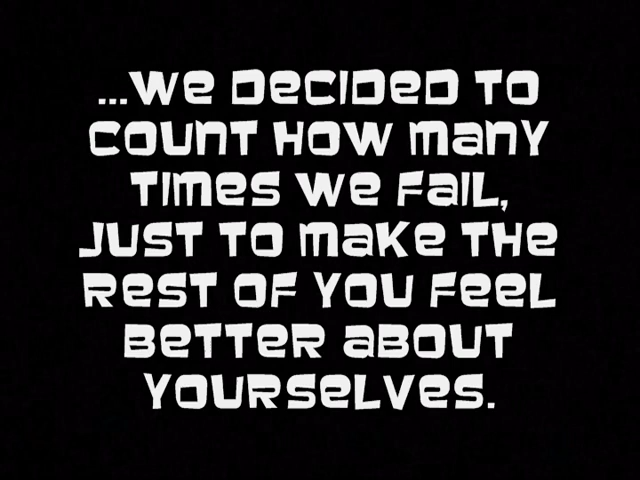 ...We DeCIDeD TO
COUNT HOW maNY
TImes We FaIL,
JUST TO maKe THe
ResT OF YOU FeeL
BeTTeR aBOUT
YOURseLVes.